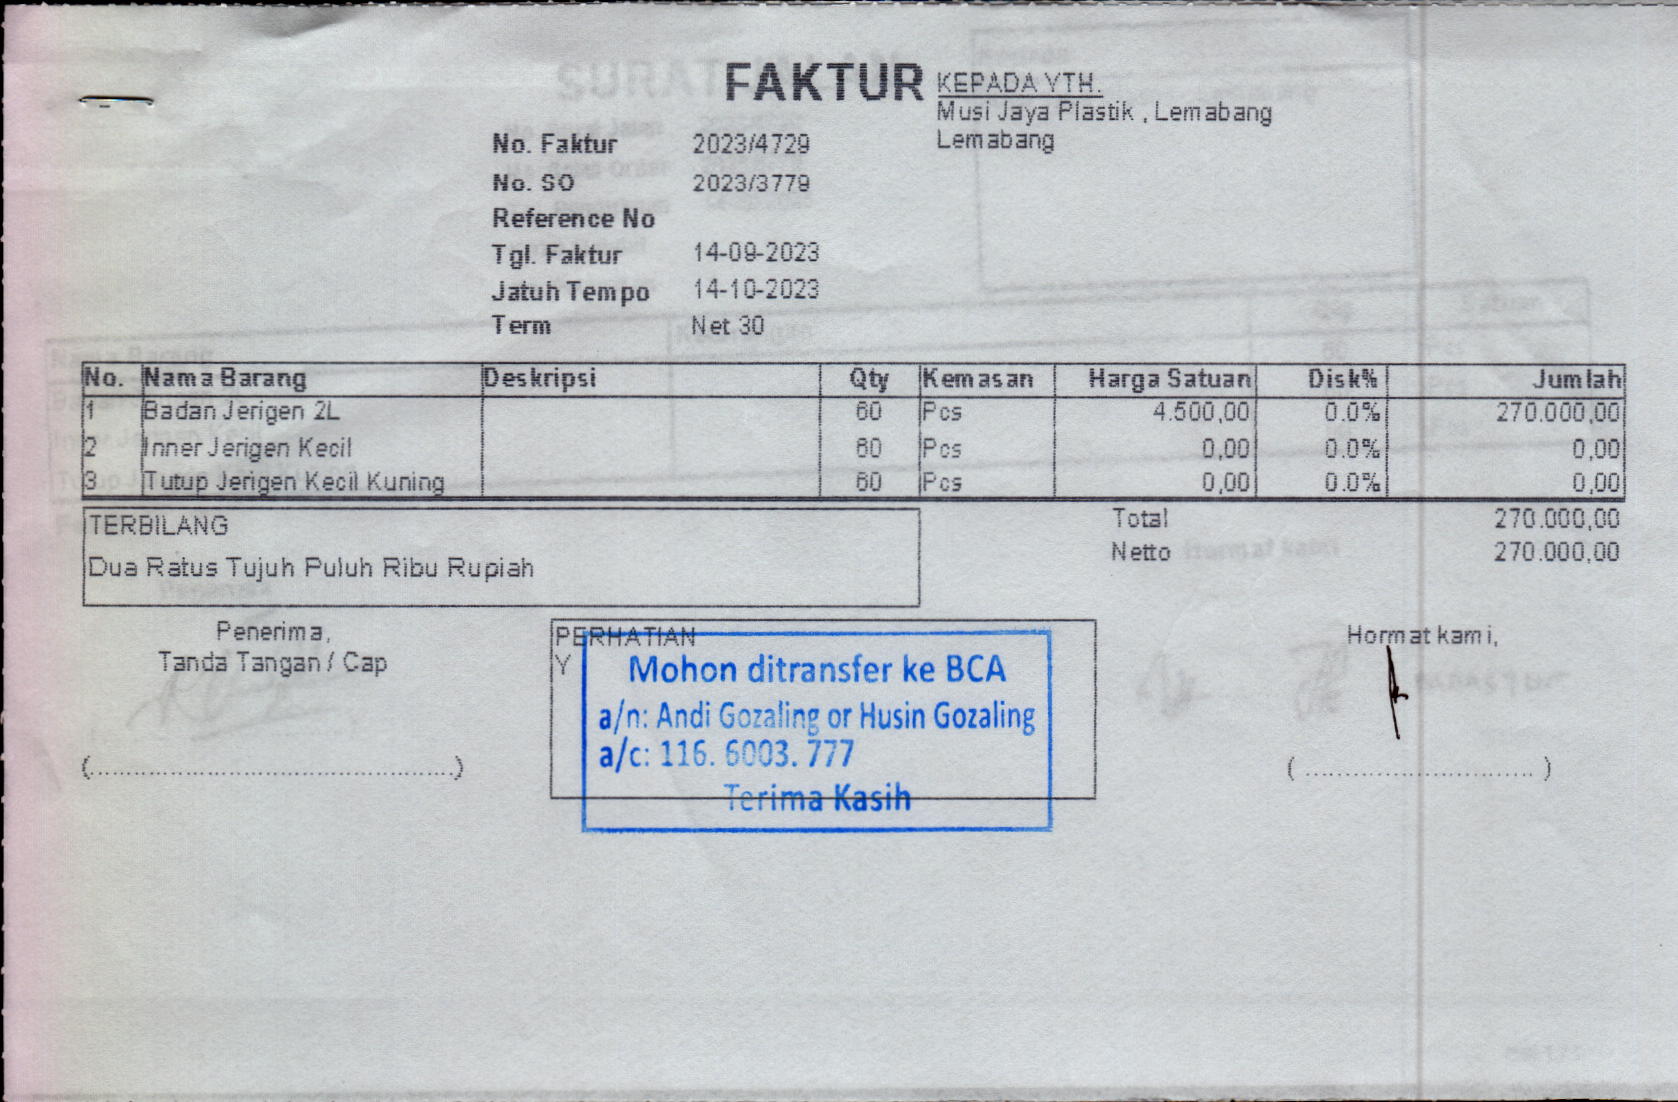 FAKTUR
KEPADA YTH.
Musi Jaya Plastik , Lemabang
Lemabang
No. Faktur 2023/4729
No. SO 2023/3779
Reference No
Tgl. Faktur 14-09-2023
Jatuh Tempo 14-10-2023
Term Net 30
No. Nama Barang Deskripsi Qty Kemasan Harga Satuan Disk% Jumlah
1 Badan Jerigen 2L 60 Pcs 4.500,00 0.0% 270.000,00
2 Inner Jerigen Kecil 60 Pcs 0,00 0.0% 0,00
3 Tutup Jerigen Kecil Kuning 60 Pcs 0,00 0.0% 0,00
TERBILANG
Dua Ratus Tujuh Puluh Ribu Rupiah
Total 270.000,00
Netto 270.000,00
Penerima,
Tanda Tangan / Cap
(................................................)
PERHATIAN
Y
Mohon ditransfer ke BCA
a/n: Andi Gozaling or Husin Gozaling
a/c: 116. 6003. 777
Terima Kasih
Hormat kami,
( .............................. )
SURAT
Hormat kami